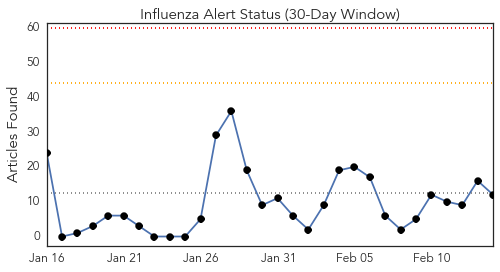 Influenza Alert Status (30-Day Window)
Articles Found
60
50
40
30
20
10
0
Jan 16
Jan 21
Jan 26
Jan 31
Feb 05
Feb 10